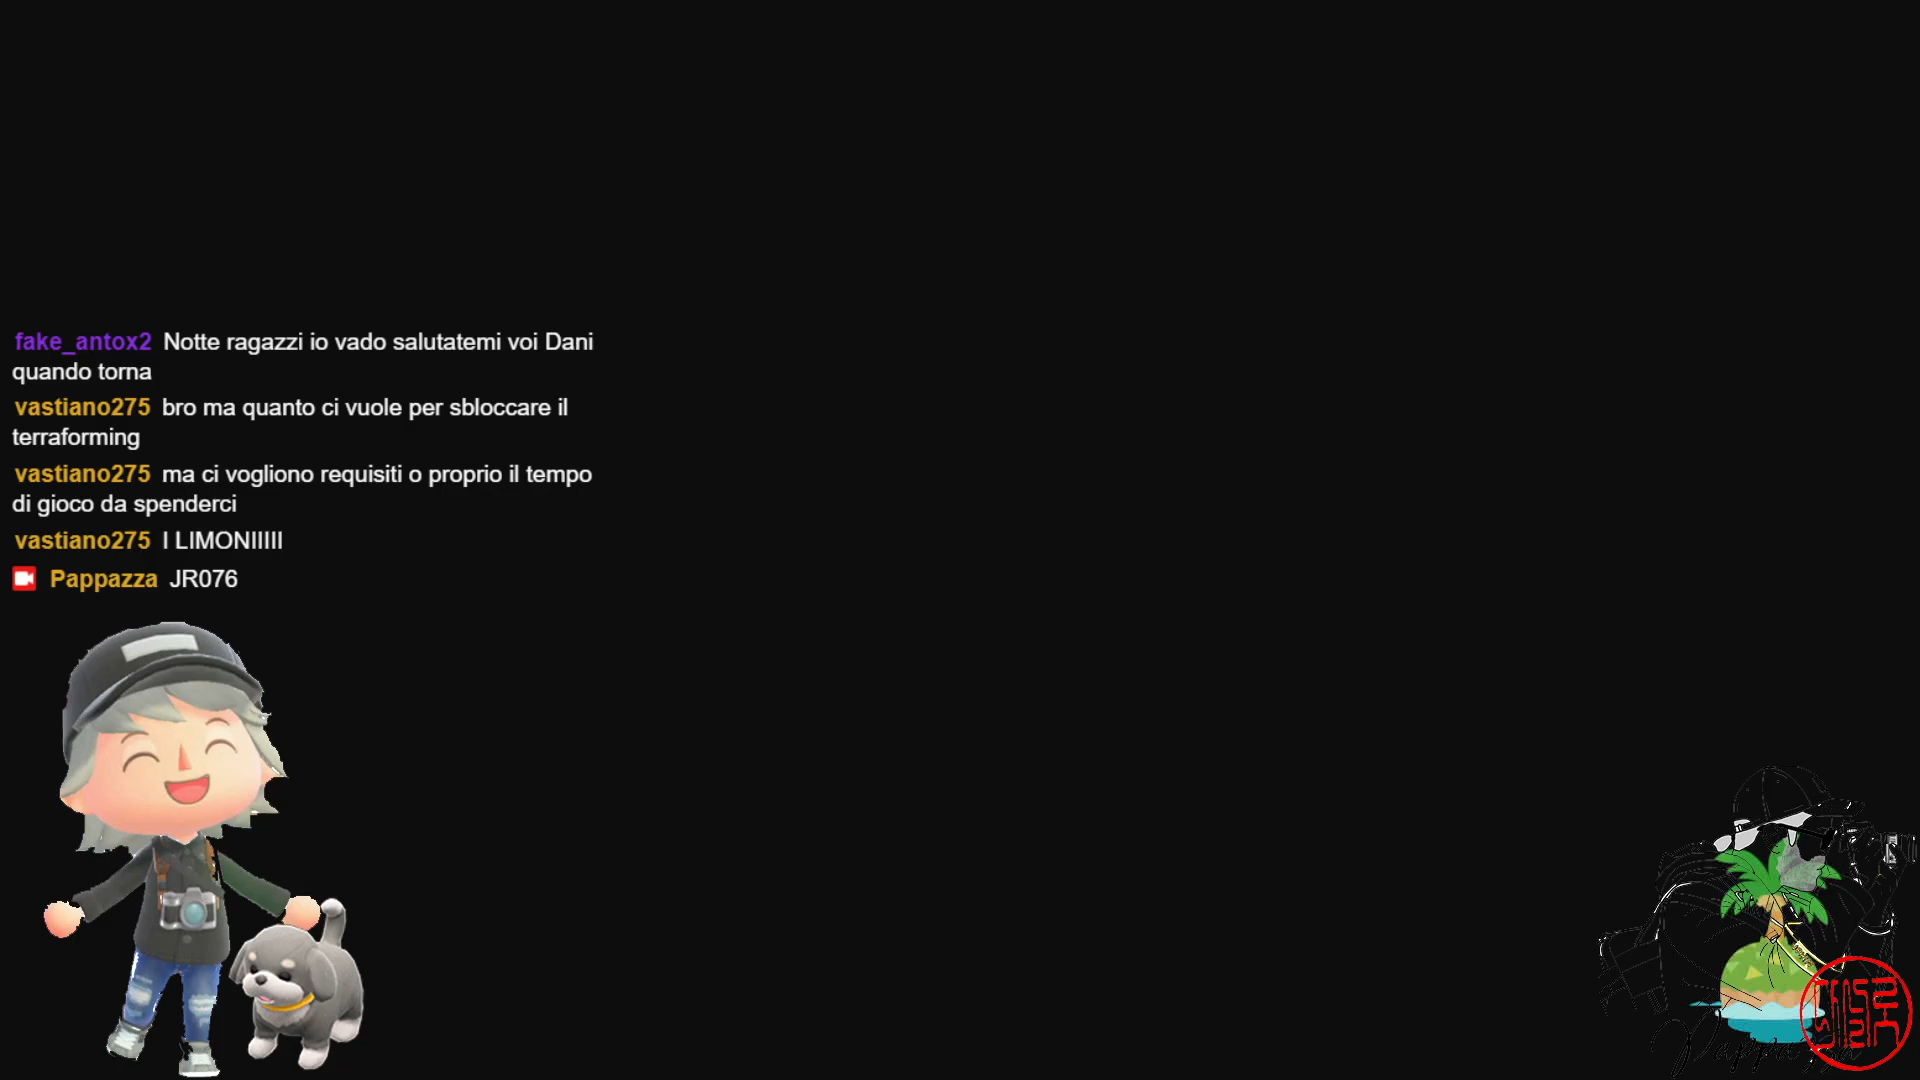 fake_antox2 Notte ragazzi io vado salutatemi voi Dani
quando torna
vastiano275 bro ma quanto ci vuole per sbloccare il
terraforming
vastiano275 ma ci vogliono requisiti o proprio il tempo
di gioco da spenderci
vastiano275 I LIMONIIIII
Pappazza JR076